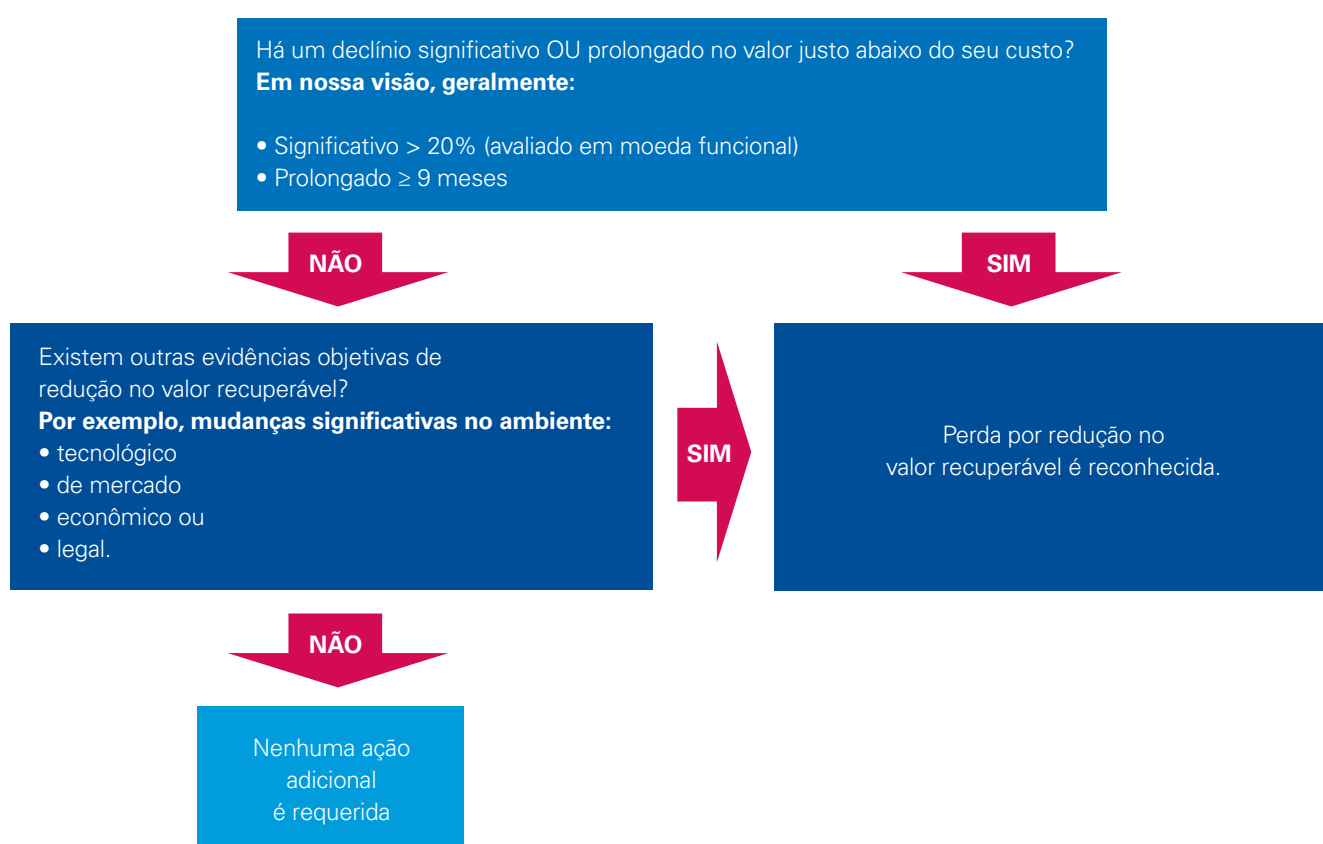 Há um declínio significativo OU prolongado no valor justo abaixo do seu custo?
Em nossa visão, geralmente:
• Significativo > 20% (avaliado em moeda funcional)
• Prolongado ≥ 9 meses
NÃO
SIM
Existem outras evidências objetivas de
redução no valor recuperável?
Por exemplo, mudanças significativas no ambiente:
• tecnológico
• de mercado
• econômico ou
• legal.
SIM
Perda por redução no
valor recuperável é reconhecida.
NÃO
Nenhuma ação
adicional
é requerida